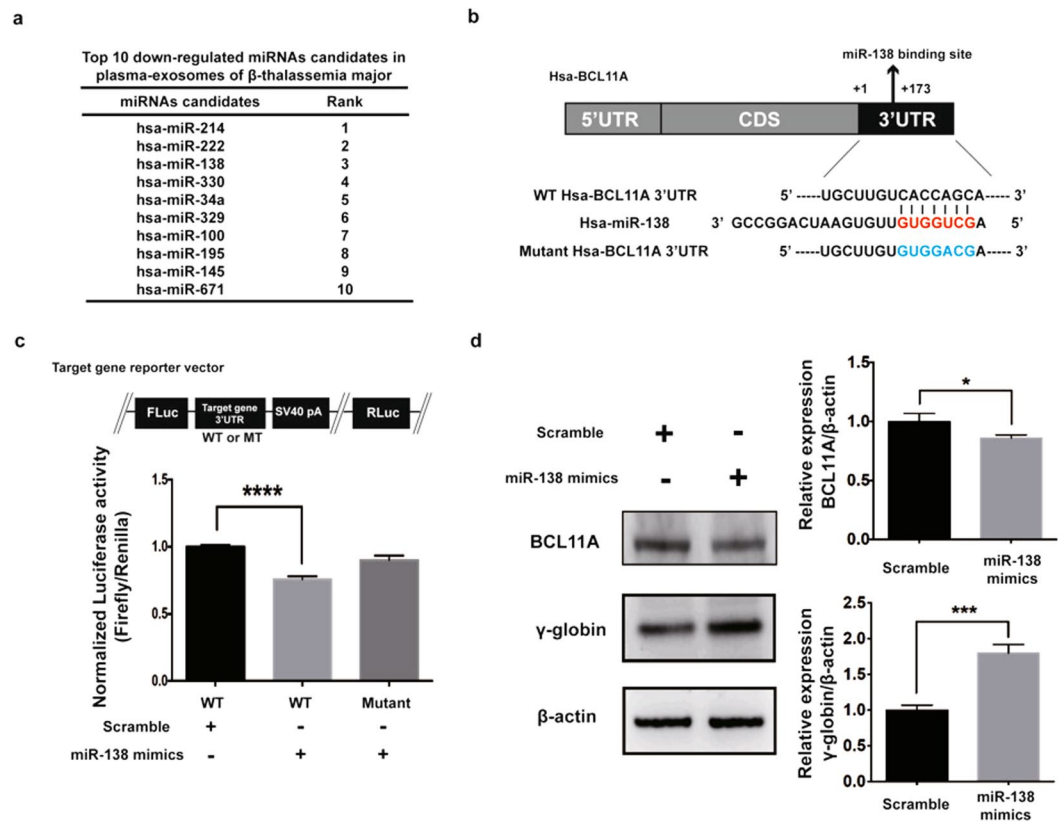 a
Top 10 down-regulated miRNAs candidates in
plasma-exosomes of β-thalassemia major
miRNAs candidates Rank
hsa-miR-214 1
hsa-miR-222 2
hsa-miR-138 3
hsa-miR-330 4
hsa-miR-34a 5
hsa-miR-329 6
hsa-miR-100 7
hsa-miR-195 8
hsa-miR-145 9
hsa-miR-671 10
b
miR-138 binding site
Hsa-BCL11A
+1 +173
5'UTR CDS 3'UTR
WT Hsa-BCL11A 3'UTR 5' -----UGCUUGUCACCAGCA----- 3'
Hsa-miR-138 3' GCCGGACUAAGUGUUGUGGUCGA 5'
Mutant Hsa-BCL11A 3'UTR 5' -----UGCUUGUGUGGACGA----- 3'
c
Target gene reporter vector
FLuc Target gene 3'UTR SV40 pA RLuc
WT or MT
Normalized Luciferase activity
(Firefly/Renilla)
1.5
1.0
0.5
0.0
****
WT WT Mutant
Scramble + - -
miR-138 mimics - + +
d
Scramble + -
miR-138 mimics - +
BCL11A
γ-globin
β-actin
Relative expression
BCL11A/β-actin
1.5
1.0
0.5
0.0
*
Scramble miR-138
mimics
Relative expression
γ-globin/β-actin
2.5
2.0
1.5
1.0
0.5
0.0
***
Scramble miR-138
mimics